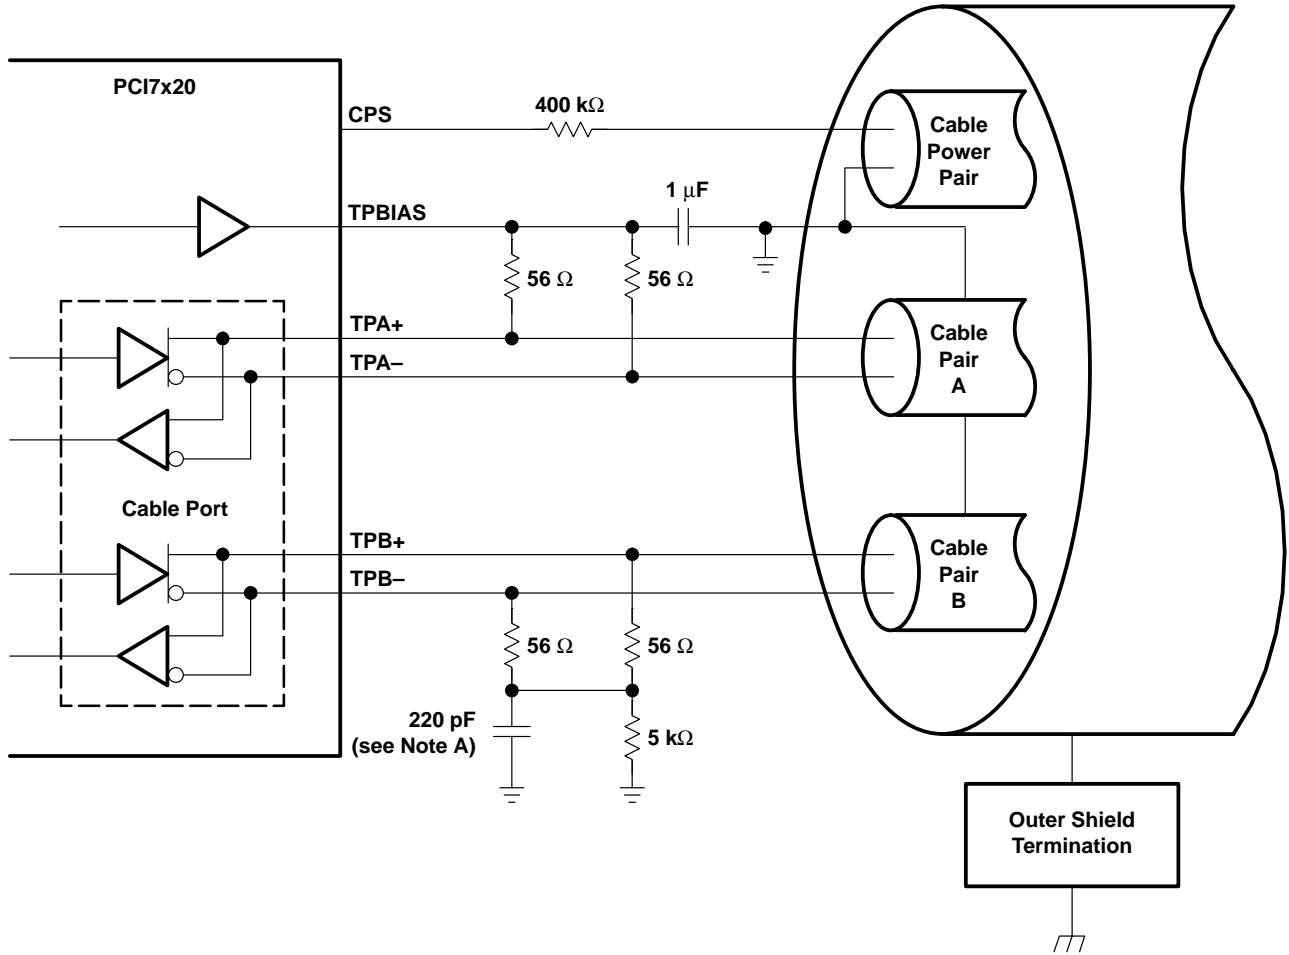 PCI7x20
CPS
400 kΩ
Cable
Power
Pair
TPBIAS
1 μF
56 Ω
56 Ω
TPA+
TPA–
Cable
Pair
A
Cable Port
TPB+
TPB–
Cable
Pair
B
56 Ω
56 Ω
220 pF
(see Note A)
5 kΩ
Outer Shield
Termination